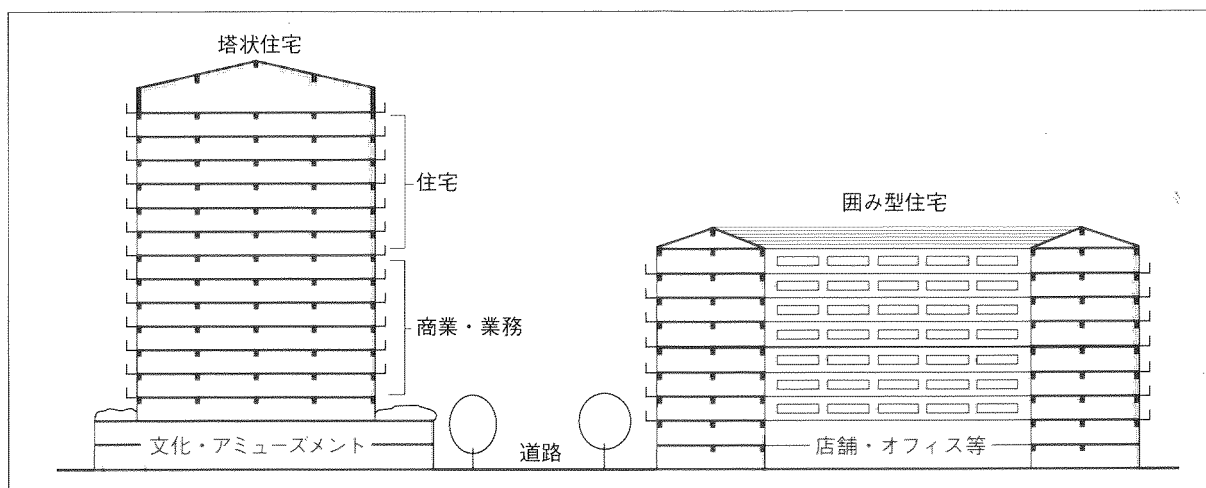 塔状住宅
住宅
囲み型住宅
商業・業務
文化・アミューズメント
道路
店舗・オフィス等